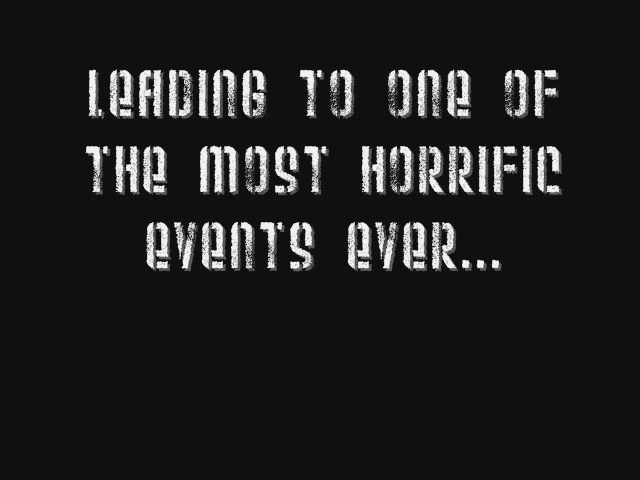 LeADING TO ONe OF
THe MOST HORRIFIC
eVeNTS eVeR...